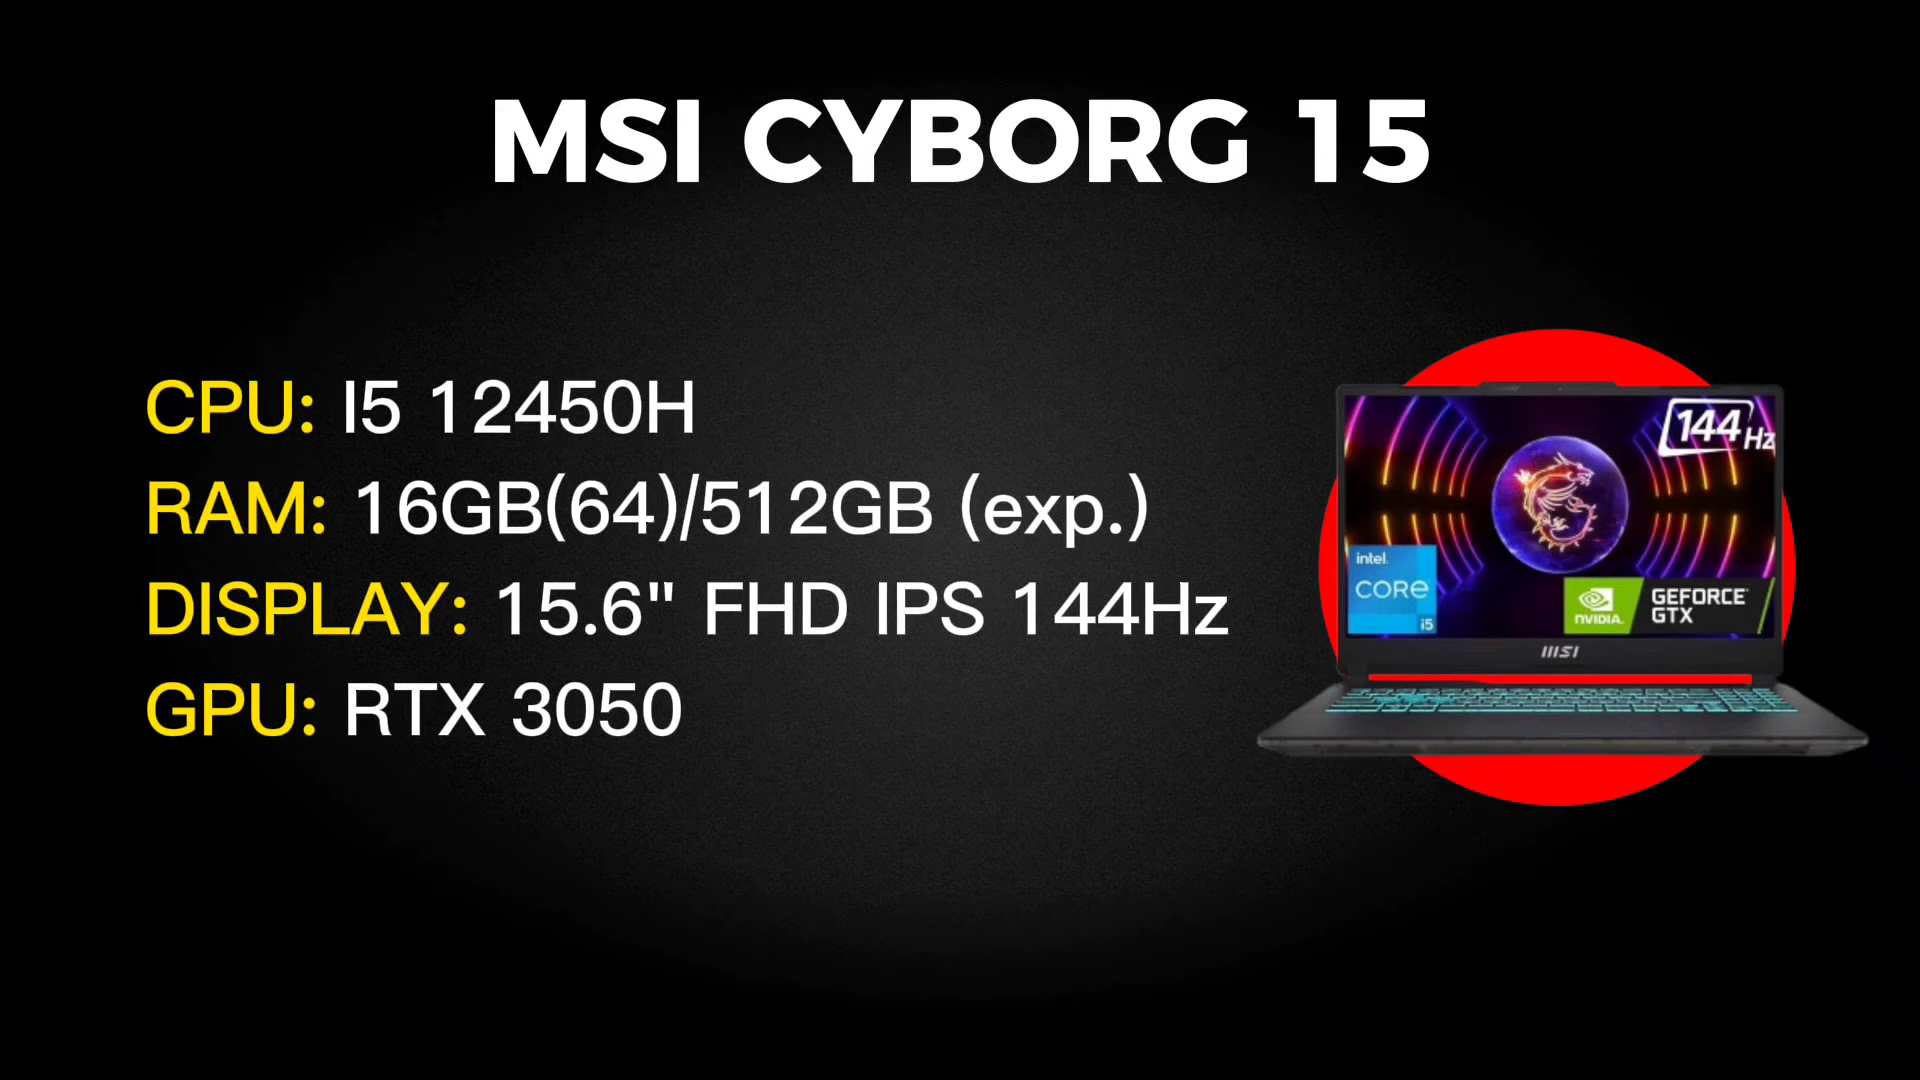 MSI CYBORG 15
CPU: I5 12450H
RAM: 16GB(64)/512GB (exp.)
DISPLAY: 15.6" FHD IPS 144Hz
GPU: RTX 3050
144Hz
intel.
CORE
i5
NVIDIA.
GEFORCE
GTX
msi